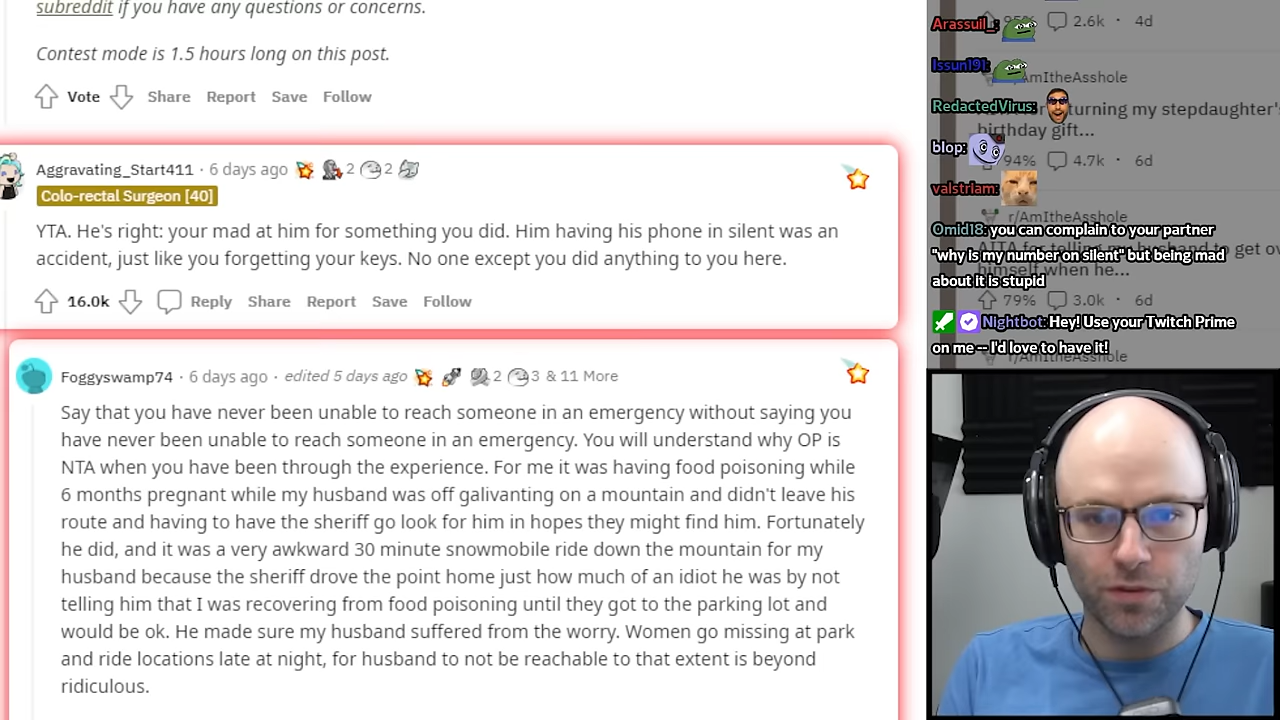 subreddit if you have any questions or concerns.
Contest mode is 1.5 hours long on this post.
Vote Share Report Save Follow
Aggravating_Start411 · 6 days ago 2 2
Colo-rectal Surgeon [40]
YTA. He's right: your mad at him for something you did. Him having his phone in silent was an
accident, just like you forgetting your keys. No one except you did anything to you here.
16.0k Reply Share Report Save Follow
Foggyswamp74 · 6 days ago · edited 5 days ago 2 3 & 11 More
Say that you have never been unable to reach someone in an emergency without saying you
have never been unable to reach someone in an emergency. You will understand why OP is
NTA when you have been through the experience. For me it was having food poisoning while
6 months pregnant while my husband was off galivanting on a mountain and didn't leave his
route and having to have the sheriff go look for him in hopes they might find him. Fortunately
he did, and it was a very awkward 30 minute snowmobile ride down the mountain for my
husband because the sheriff drove the point home just how much of an idiot he was by not
telling him that I was recovering from food poisoning until they got to the parking lot and
would be ok. He made sure my husband suffered from the worry. Women go missing at park
and ride locations late at night, for husband to not be reachable to that extent is beyond
ridiculous.
Arassuil_:
95% 2.6k · 4d
Issun191:
AmItheAsshole
RedactedVirus:
turning my stepdaughter's
birthday gift...
blop:
94% 4.7k · 6d
valstriam:
r/AmItheAsshole
Omid18: you can complain to your partner
"why is my number on silent" but being mad
about it is stupid
AITA for telling my husband to get ov
himself when he...
79% 3.0k · 6d
Nightbot: Hey! Use your Twitch Prime
on me -- I'd love to have it!
r/AmItheAsshole